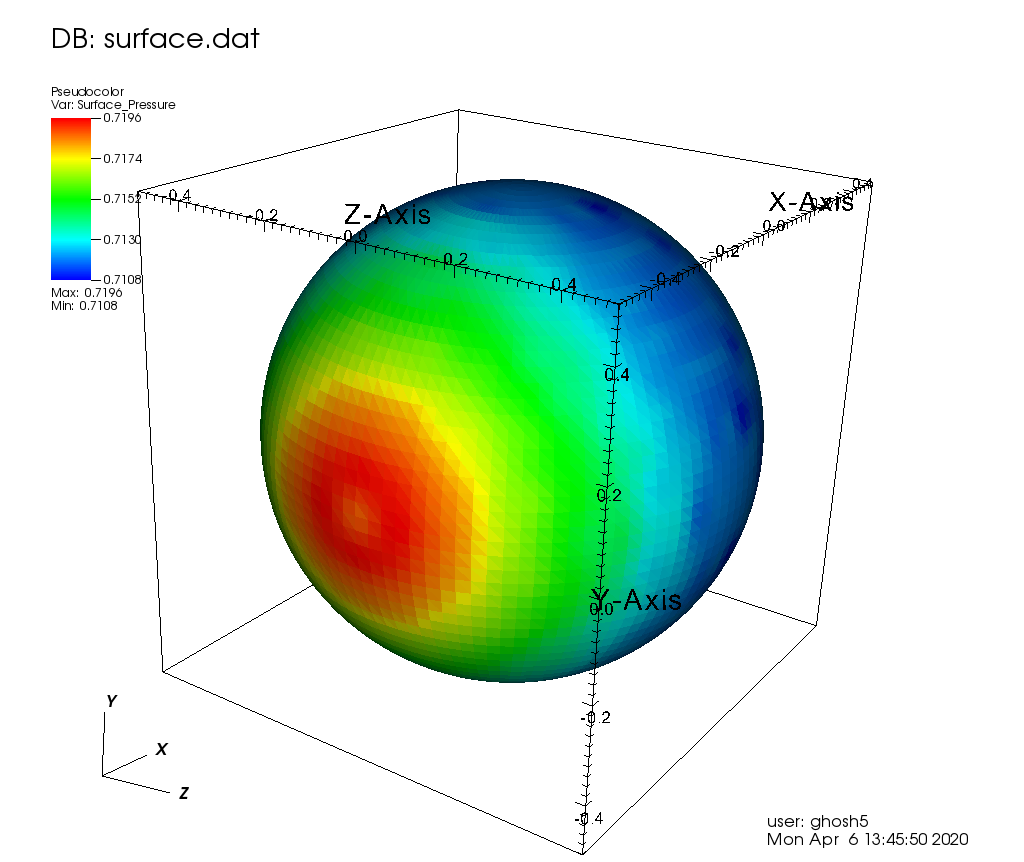 DB: surface.dat
Pseudocolor
Var: Surface_Pressure
0.7196
0.7174
0.7152
0.7130
0.7108
Max: 0.7196
Min: 0.7108
Z-Axis
-0.4
-0.2
0.0
0.2
0.4
X-Axis
-0.4
-0.2
0.0
0.4
Y-Axis
0.4
0.2
0.0
-0.2
-0.4
Y
X
Z
user: ghosh5
Mon Apr 6 13:45:50 2020